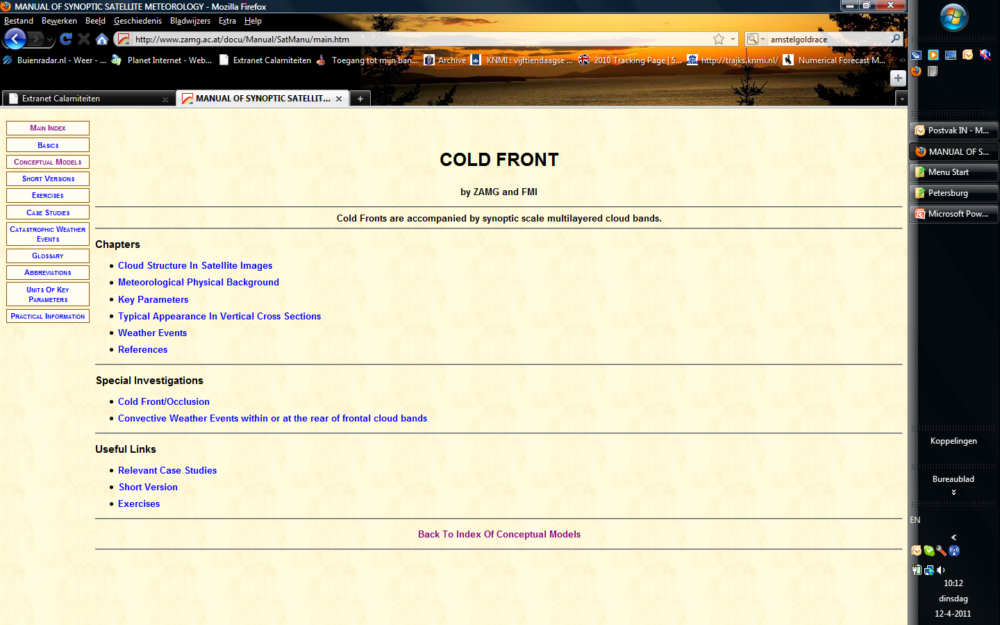 MANUAL OF SYNOPTIC SATELLITE METEOROLOGY - Mozilla Firefox
Bestand Bewerken Beeld Geschiedenis Bladwijzers Extra Help
http://www.zamg.ac.at/docu/Manual/SatManu/main.htm
amstelgoldrace
Buienradar.nl - Weer - ...
Planet Internet - Web...
Extranet Calamiteiten
Toegang tot mijn ban...
Archive
KNMI : vijftiendaagse ...
2010 Tracking Page | 5...
http://trajks.knmi.nl/
Numerical Forecast M...
Extranet Calamiteiten
MANUAL OF SYNOPTIC SATELLIT...
MAIN INDEX
BASICS
CONCEPTUAL MODELS
SHORT VERSIONS
EXERCISES
CASE STUDIES
CATASTROPHIC WEATHER
EVENTS
GLOSSARY
ABBREVIATIONS
UNITS OF KEY
PARAMETERS
PRACTICAL INFORMATION
COLD FRONT
by ZAMG and FMI
Cold Fronts are accompanied by synoptic scale multilayered cloud bands.
Chapters
• Cloud Structure In Satellite Images
• Meteorological Physical Background
• Key Parameters
• Typical Appearance In Vertical Cross Sections
• Weather Events
• References
Special Investigations
• Cold Front/Occlusion
• Convective Weather Events within or at the rear of frontal cloud bands
Useful Links
• Relevant Case Studies
• Short Version
• Exercises
Back To Index Of Conceptual Models
Postvak IN - M...
MANUAL OF S...
Menu Start
Petersburg
Microsoft Pow...
Koppelingen
Bureaublad
EN
10:12
dinsdag
12-4-2011